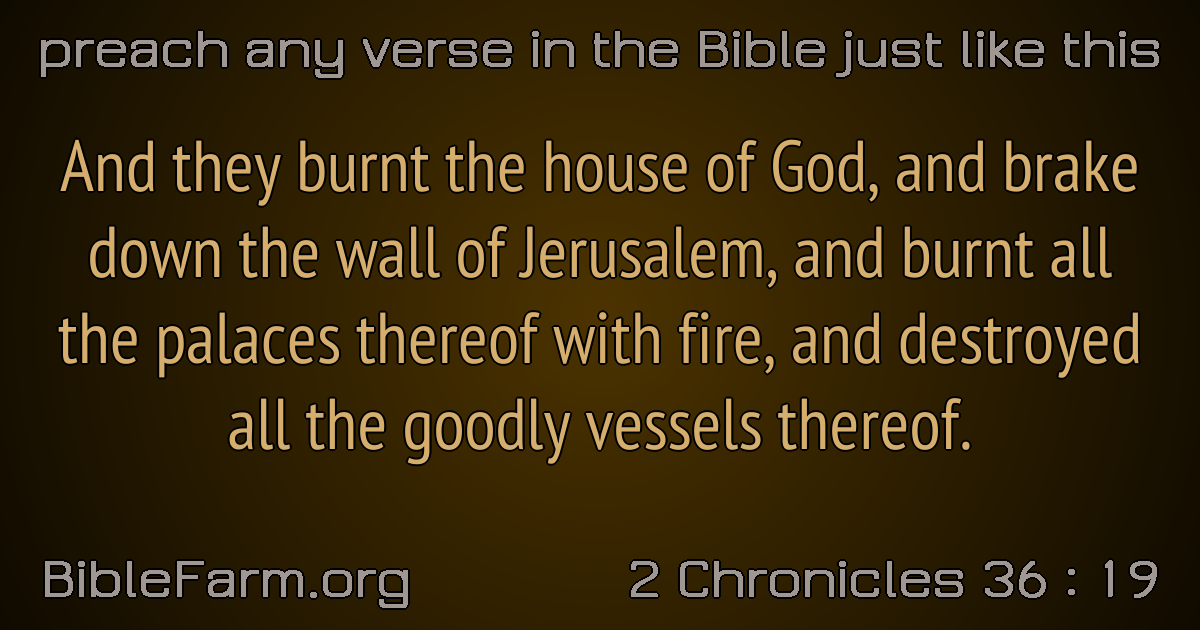 preach any verse in the Bible just like this
And they burnt the house of God, and brake
down the wall of Jerusalem, and burnt all
the palaces thereof with fire, and destroyed
all the goodly vessels thereof.
BibleFarm.org
2 Chronicles 36 : 19